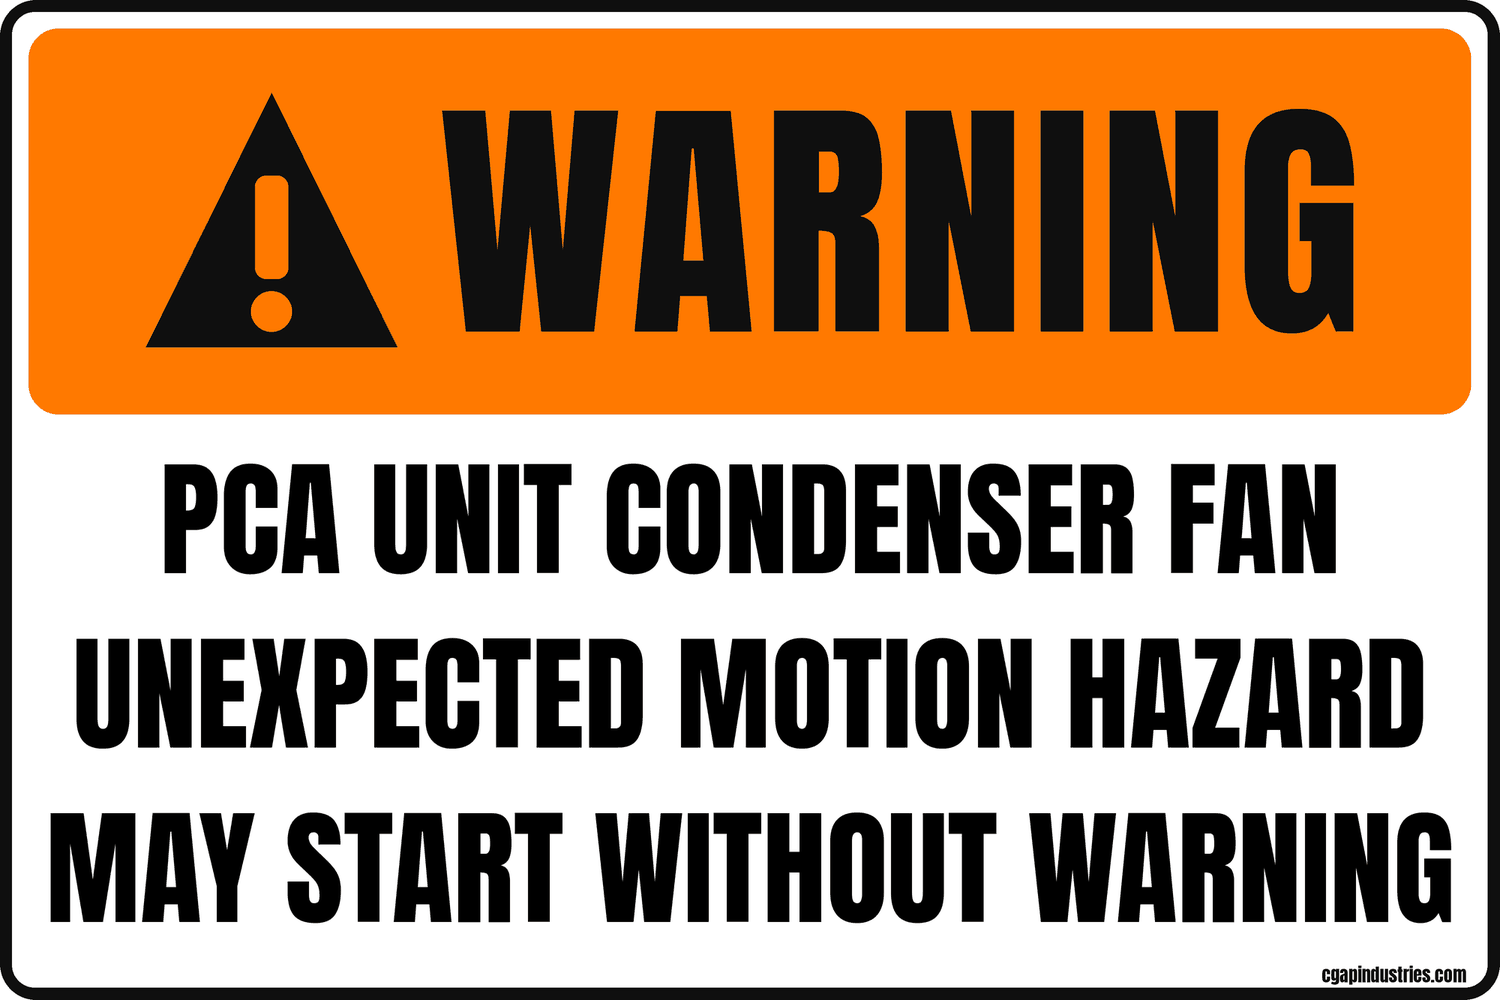 WARNING
PCA UNIT CONDENSER FAN
UNEXPECTED MOTION HAZARD
MAY START WITHOUT WARNING
cgapindustries.com